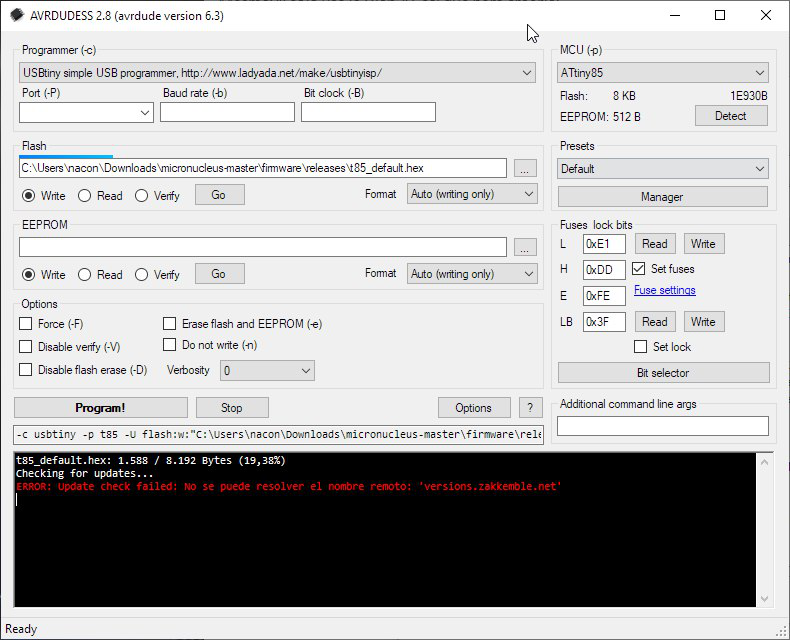 AVRDUDESS 2.8 (avrdude version 6.3)
Programmer (-c)
USBtiny simple USB programmer, http://www.ladyada.net/make/usbtinyisp/
Port (-P)
Baud rate (-b)
Bit clock (-B)
MCU (-p)
ATtiny85
Flash: 8 KB 1E930B
EEPROM: 512 B Detect
Flash
C:\Users\nacon\Downloads\micronucleus-master\firmware\releases\t85_default.hex ...
Write Read Verify Go Format Auto (writing only)
Presets
Default
Manager
EEPROM
...
Write Read Verify Go Format Auto (writing only)
Fuses lock bits
L 0xE1 Read Write
H 0xDD Set fuses
E 0xFE Fuse settings
LB 0x3F Read Write
Set lock
Bit selector
Options
Force (-F) Erase flash and EEPROM (-e)
Disable verify (-V) Do not write (-n)
Disable flash erase (-D) Verbosity 0
Program! Stop Options ?
Additional command line args
-c usbtiny -p t85 -U flash:w:"C:\Users\nacon\Downloads\micronucleus-master\firmware\rele
t85_default.hex: 1.588 / 8.192 Bytes (19,38%)
Checking for updates...
ERROR: Update check failed: No se puede resolver el nombre remoto: 'versions.zakkemble.net'
Ready